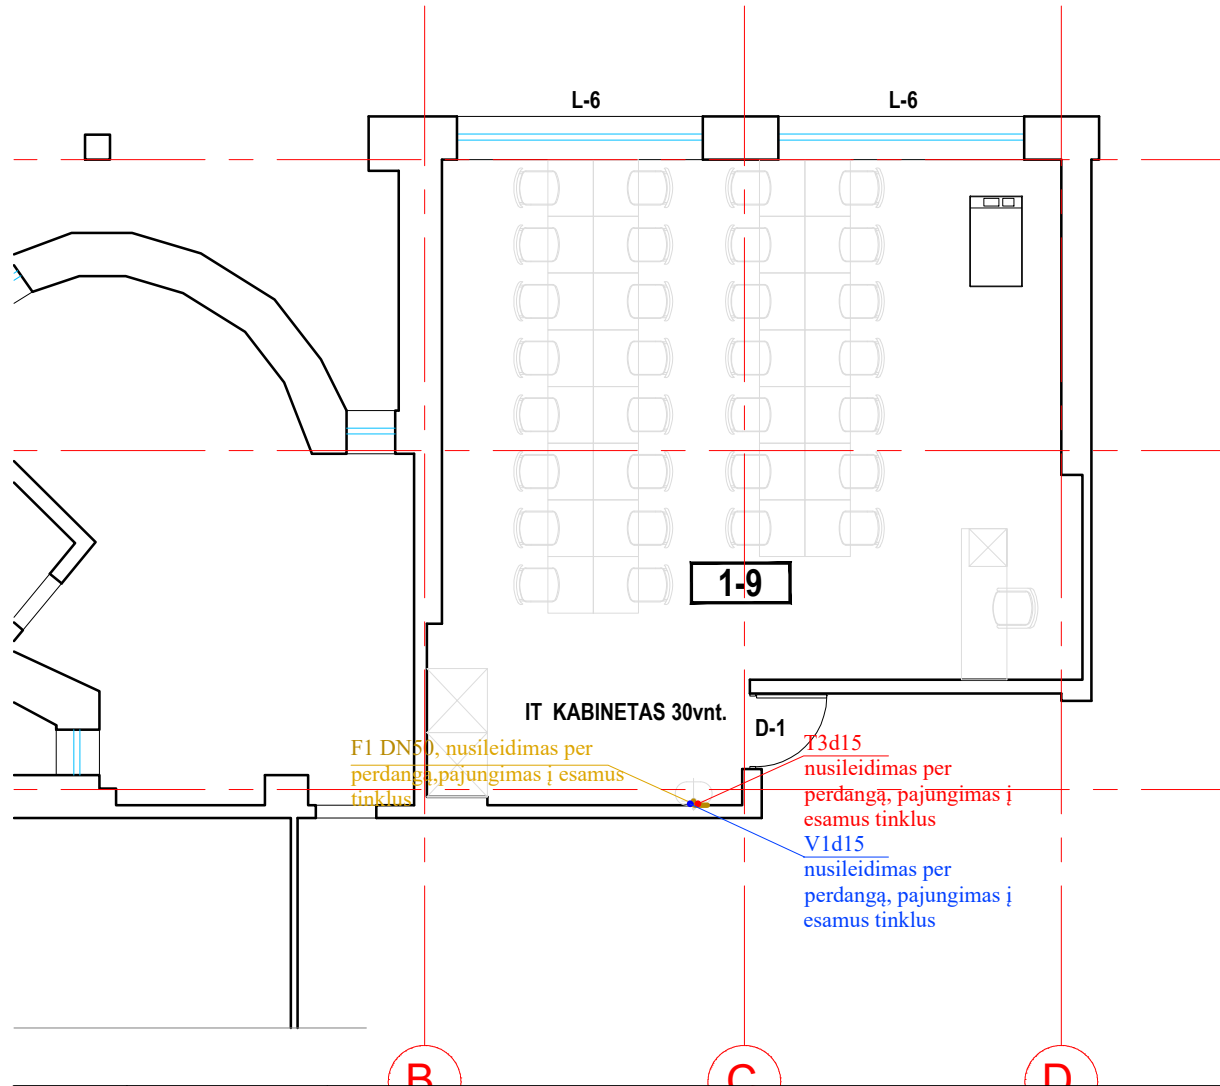 L-6
L-6
1-9
IT KABINETAS 30vnt.
D-1
F1 DN50, nusileidimas per
perdangą,pajungimas į esamus
tinklus
T3d15
nusileidimas per
perdangą, pajungimas į
esamus tinklus
V1d15
nusileidimas per
perdangą, pajungimas į
esamus tinklus
B
C
D